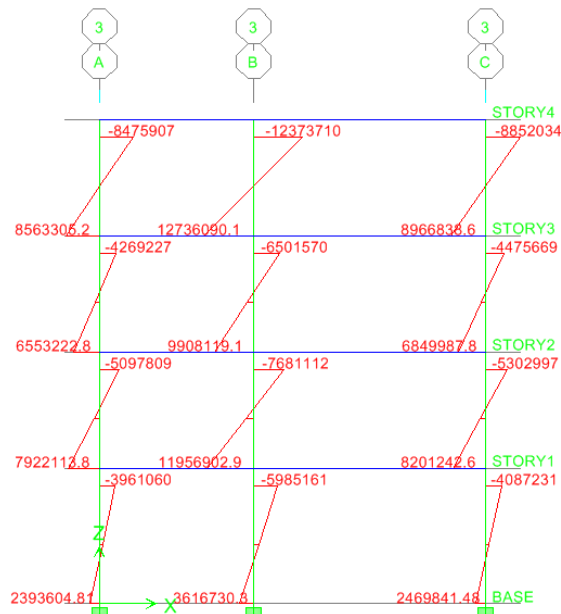 3 3 3
A B C
STORY4
-8475907 -12373710 -8852034
8563305.2 12736090.1 8966838.6 STORY3
-4269227 -6501570 -4475669
6553222.8 9908119.1 6849987.8 STORY2
-5097809 -7681112 -5302997
7922113.8 11956902.9 8201242.6 STORY1
-3961060 -5985161 -4087231
Z
2393604.81 X 3616730.3 2469841.48 BASE